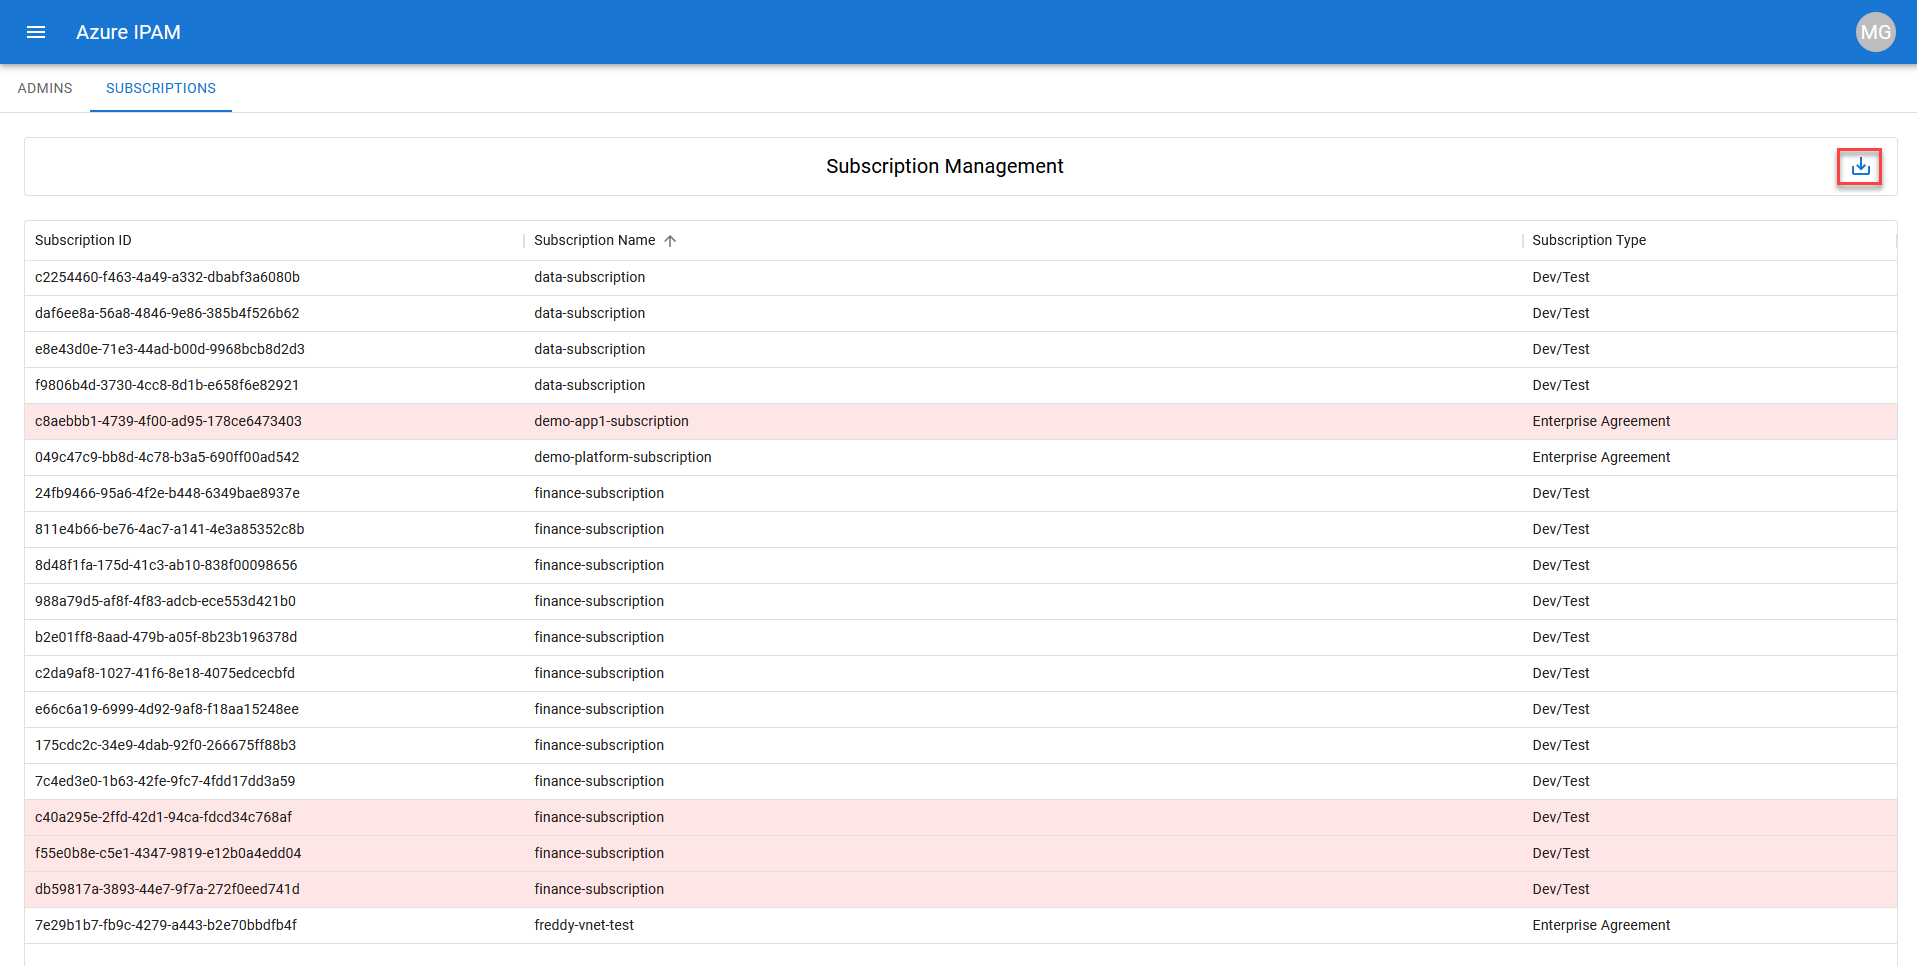 Azure IPAM
MG
ADMINS
SUBSCRIPTIONS
Subscription Management
Subscription ID Subscription Name Subscription Type
c2254460-f463-4a49-a332-dbabf3a6080b data-subscription Dev/Test
daf6ee8a-56a8-4846-9e86-385b4f526b62 data-subscription Dev/Test
e8e43d0e-71e3-44ad-b00d-9968bcb8d2d3 data-subscription Dev/Test
f9806b4d-3730-4cc8-8d1b-e658f6e82921 data-subscription Dev/Test
c8aebbb1-4739-4f00-ad95-178ce6473403 demo-app1-subscription Enterprise Agreement
049c47c9-bb8d-4c78-b3a5-690ff00ad542 demo-platform-subscription Enterprise Agreement
24fb9466-95a6-4f2e-b448-6349bae8937e finance-subscription Dev/Test
811e4b66-be76-4ac7-a141-4e3a85352c8b finance-subscription Dev/Test
8d48f1fa-175d-41c3-ab10-838f00098656 finance-subscription Dev/Test
988a79d5-af8f-4f83-adcb-ece553d421b0 finance-subscription Dev/Test
b2e01ff8-8aad-479b-a05f-8b23b196378d finance-subscription Dev/Test
c2da9af8-1027-41f6-8e18-4075edcecbfd finance-subscription Dev/Test
e66c6a19-6999-4d92-9af8-f18aa15248ee finance-subscription Dev/Test
175cdc2c-34e9-4dab-92f0-266675ff88b3 finance-subscription Dev/Test
7c4ed3e0-1b63-42fe-9fc7-4fdd17dd3a59 finance-subscription Dev/Test
c40a295e-2ffd-42d1-94ca-fdcd34c768af finance-subscription Dev/Test
f55e0b8e-c5e1-4347-9819-e12b0a4edd04 finance-subscription Dev/Test
db59817a-3893-44e7-9f7a-272f0eed741d finance-subscription Dev/Test
7e29b1b7-fb9c-4279-a443-b2e70bbdfb4f freddy-vnet-test Enterprise Agreement